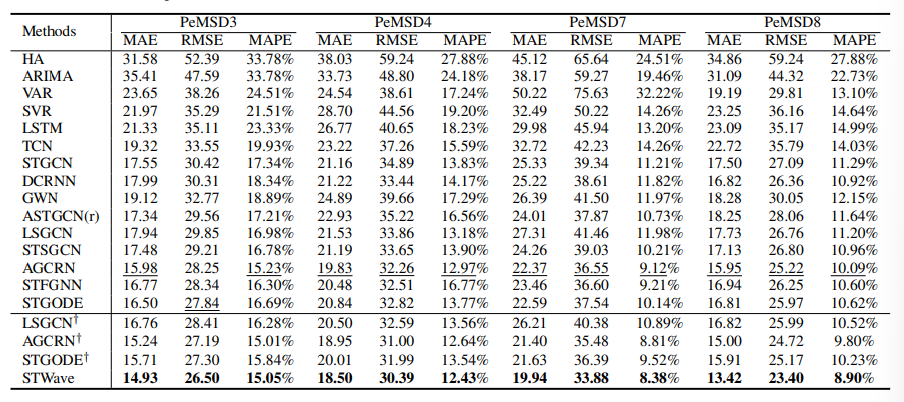 Methods PeMSD3 PeMSD4 PeMSD7 PeMSD8
MAE RMSE MAPE MAE RMSE MAPE MAE RMSE MAPE MAE RMSE MAPE
HA 31.58 52.39 33.78% 38.03 59.24 27.88% 45.12 65.64 24.51% 34.86 59.24 27.88%
ARIMA 35.41 47.59 33.78% 33.73 48.80 24.18% 38.17 59.27 19.46% 31.09 44.32 22.73%
VAR 23.65 38.26 24.51% 24.54 38.61 17.24% 50.22 75.63 32.22% 19.19 29.81 13.10%
SVR 21.97 35.29 21.51% 28.70 44.56 19.20% 32.49 50.22 14.26% 23.25 36.16 14.64%
LSTM 21.33 35.11 23.33% 26.77 40.65 18.23% 29.98 45.94 13.20% 23.09 35.17 14.99%
TCN 19.32 33.55 19.93% 23.22 37.26 15.59% 32.72 42.23 14.26% 22.72 35.79 14.03%
STGCN 17.55 30.42 17.34% 21.16 34.89 13.83% 25.33 39.34 11.21% 17.50 27.09 11.29%
DCRNN 17.99 30.31 18.34% 21.22 33.44 14.17% 25.22 38.61 11.82% 16.82 26.36 10.92%
GWN 19.12 32.77 18.89% 24.89 39.66 17.29% 26.39 41.50 11.97% 18.28 30.05 12.15%
ASTGCN(r) 17.34 29.56 17.21% 22.93 35.22 16.56% 24.01 37.87 10.73% 18.25 28.06 11.64%
LSGCN 17.94 29.85 16.98% 21.53 33.86 13.18% 27.31 41.46 11.98% 17.73 26.76 11.20%
STSGCN 17.48 29.21 16.78% 21.19 33.65 13.90% 24.26 39.03 10.21% 17.13 26.80 10.96%
AGCRN 15.98 28.25 15.23% 19.83 32.26 12.97% 22.37 36.55 9.12% 15.95 25.22 10.09%
STFGNN 16.77 28.34 16.30% 20.48 32.51 16.77% 23.46 36.60 9.21% 16.94 26.25 10.60%
STGODE 16.50 27.84 16.69% 20.84 32.82 13.77% 22.59 37.54 10.14% 16.81 25.97 10.62%
LSGCN† 16.76 28.41 16.28% 20.50 32.59 13.56% 26.21 40.38 10.89% 16.82 25.99 10.52%
AGCRN† 15.24 27.19 15.01% 18.95 31.00 12.64% 21.40 35.48 8.81% 15.00 24.72 9.80%
STGODE† 15.71 27.30 15.84% 20.01 31.99 13.54% 21.63 36.39 9.52% 15.91 25.17 10.23%
STWave 14.93 26.50 15.05% 18.50 30.39 12.43% 19.94 33.88 8.38% 13.42 23.40 8.90%